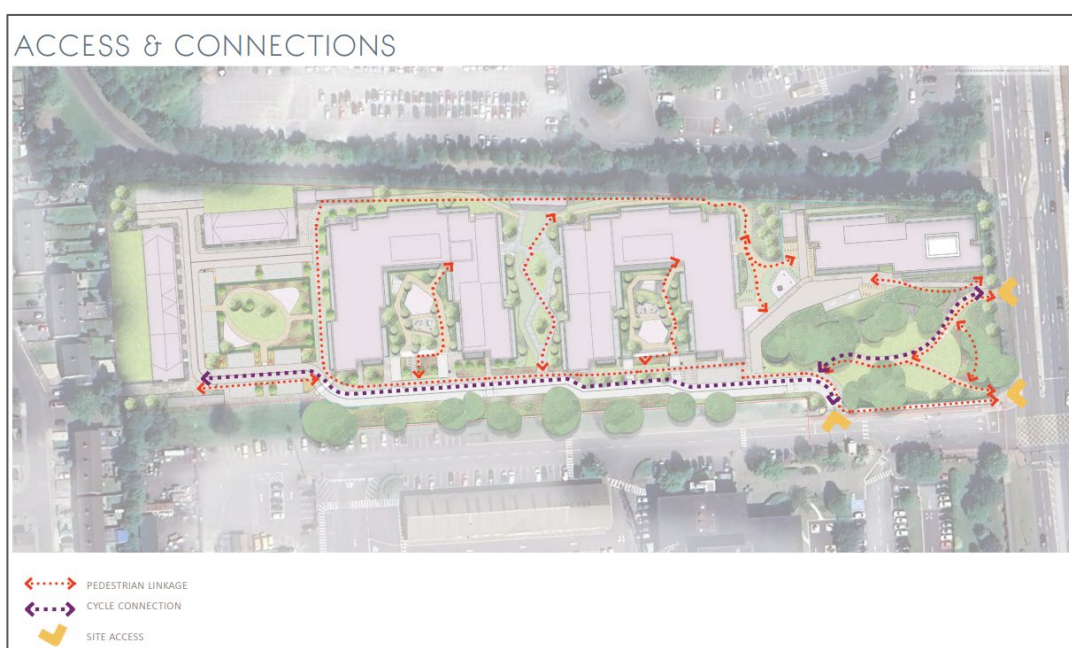 ACCESS & CONNECTIONS
PEDESTRIAN LINKAGE
CYCLE CONNECTION
SITE ACCESS